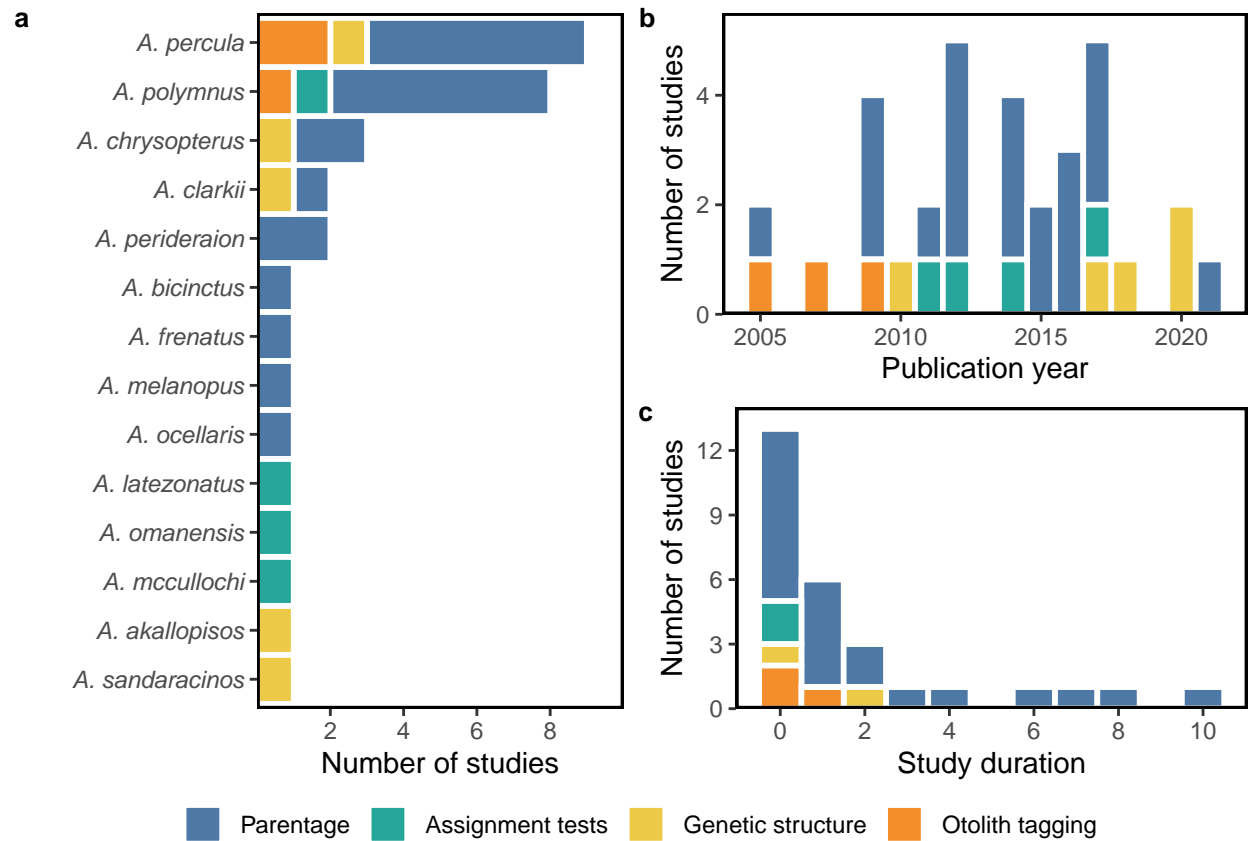 a
A. percula
A. polymnus
A. chrysopterus
A. clarkii
A. perideraion
A. bicinctus
A. frenatus
A. melanopus
A. ocellaris
A. latezonatus
A. omanensis
A. mccullochi
A. akallopisos
A. sandaracinos
2 4 6 8
Number of studies
b
Number of studies
4
2
0
2005 2010 2015 2020
Publication year
c
Number of studies
12
9
6
3
0
0 2 4 6 8 10
Study duration
Parentage Assignment tests Genetic structure Otolith tagging